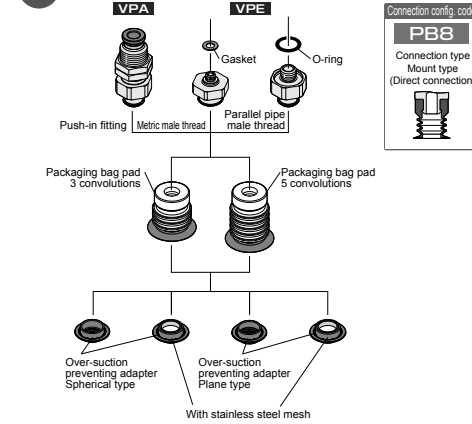 VPA
VPE
Connection config. code
PB8
Connection type
Mount type
(Direct connection)
Gasket
O-ring
Push-in fitting
Metric male thread
Parallel pipe
male thread
Packaging bag pad
3 convolutions
Packaging bag pad
5 convolutions
Over-suction
preventing adapter
Spherical type
Over-suction
preventing adapter
Plane type
With stainless steel mesh